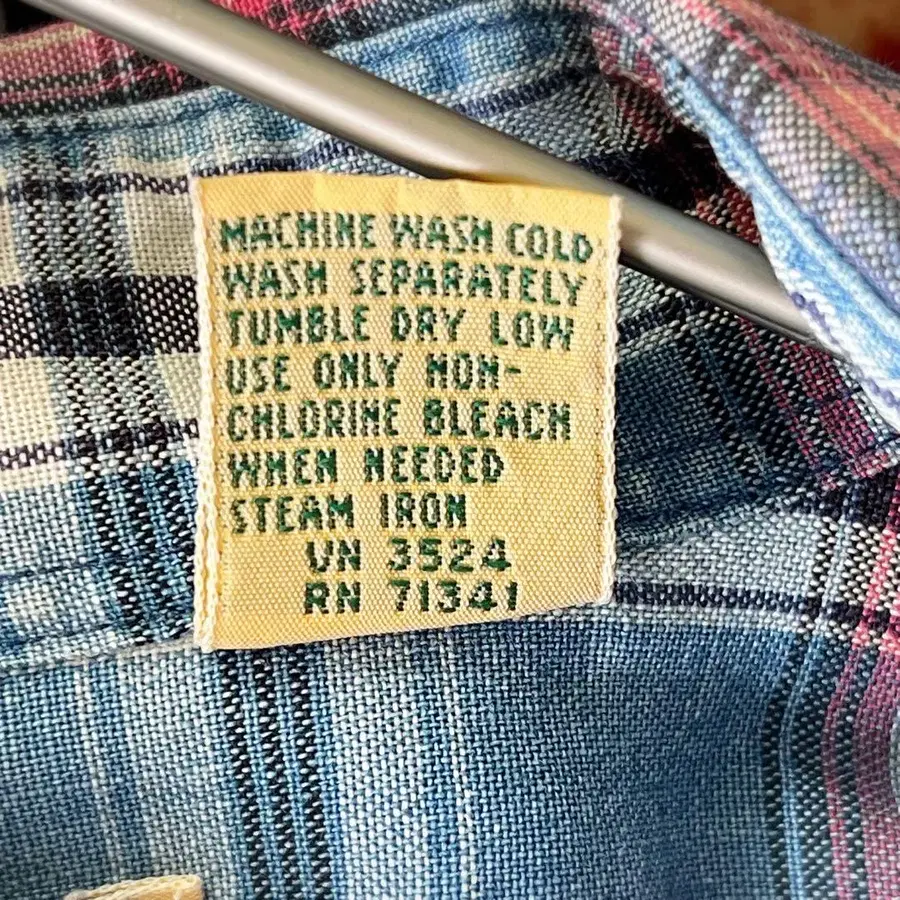 MACHINE WASH COLD
WASH SEPARATELY
TUMBLE DRY LOW
USE ONLY NON-
CHLORINE BLEACH
WHEN NEEDED
STEAM IRON
VN 3524
RN 71341